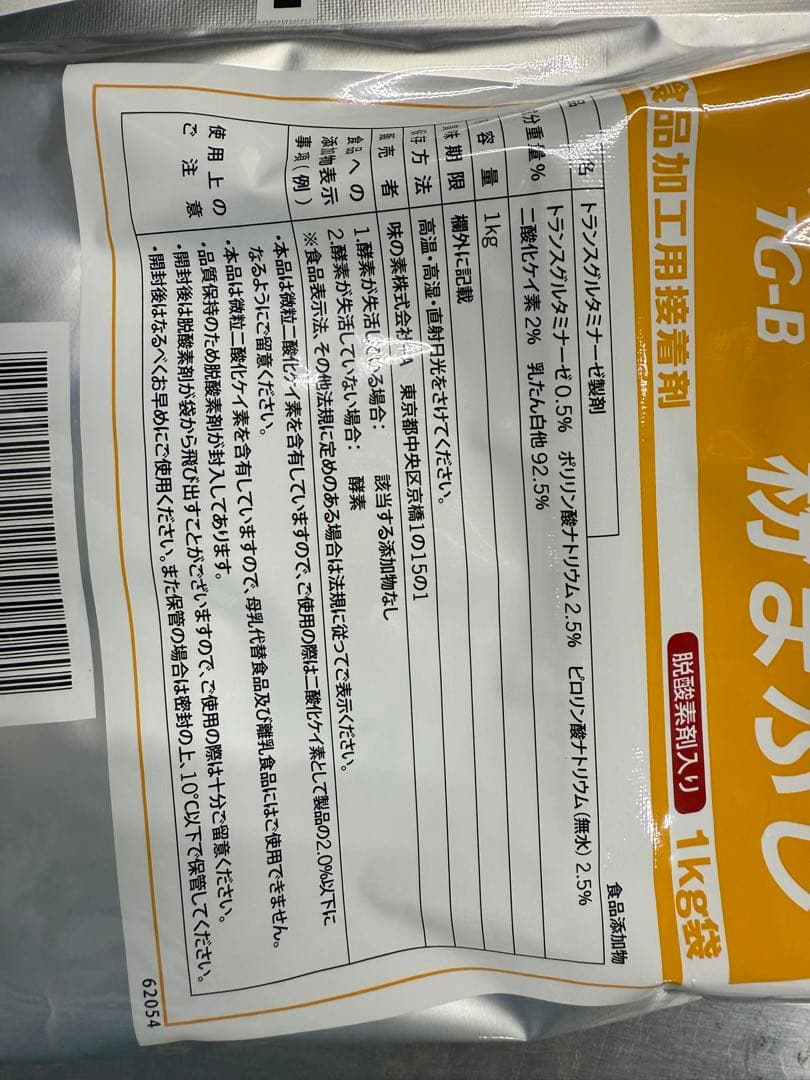 TG-B 粉まぶし
食品加工用接着剤
脱酸素剤入り 1kg袋
食品添加物
名 トランスグルタミナーゼ製剤
分重量% トランスグルタミナーゼ 0.5% ポリリン酸ナトリウム 2.5% ピロリン酸ナトリウム(無水) 2.5%
二酸化ケイ素 2% 乳たん白他 92.5%
容量 1kg
期限 欄外に記載
方法 高温・高湿・直射日光をさけてください。
販売者 味の素株式会社 東京都中央区京橋1の15の1
食品への添加物表示事項(例) 1.酵素が失活している場合: 該当する添加物なし
2.酵素が失活していない場合: 酵素
※食品表示法、その他法規に定めのある場合は法規に従ってご表示ください。
使用上のご注意 ・本品は微粒二酸化ケイ素を含有していますので、ご使用の際は二酸化ケイ素として製品の2.0%以下に
なるようにご留意ください。
・本品は微粒二酸化ケイ素を含有していますので、母乳代替食品及び離乳食品にはご使用できません。
・品質保持のため脱酸素剤が封入してあります。
・開封後は脱酸素剤が袋から飛び出すことがございますので、ご使用の際は十分ご留意ください。
・開封後はなるべくお早めにご使用ください。また保管の場合は密封の上、10℃以下で保管してください。
62054